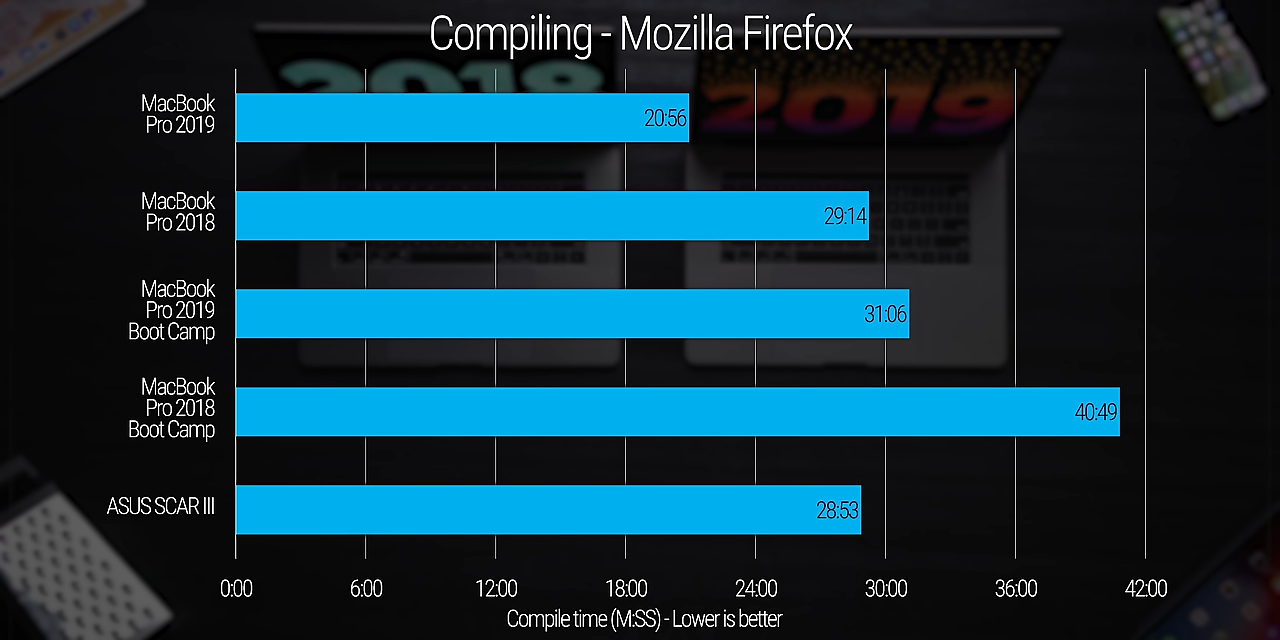 Compiling - Mozilla Firefox
2018
2019
MacBook
Pro 2019
20:56
MacBook
Pro 2018
29:14
MacBook
Pro 2019
Boot Camp
31:06
MacBook
Pro 2018
Boot Camp
40:49
ASUS SCAR III
28:53
0:00 6:00 12:00 18:00 24:00 30:00 36:00 42:00
Compile time (M:SS) - Lower is better